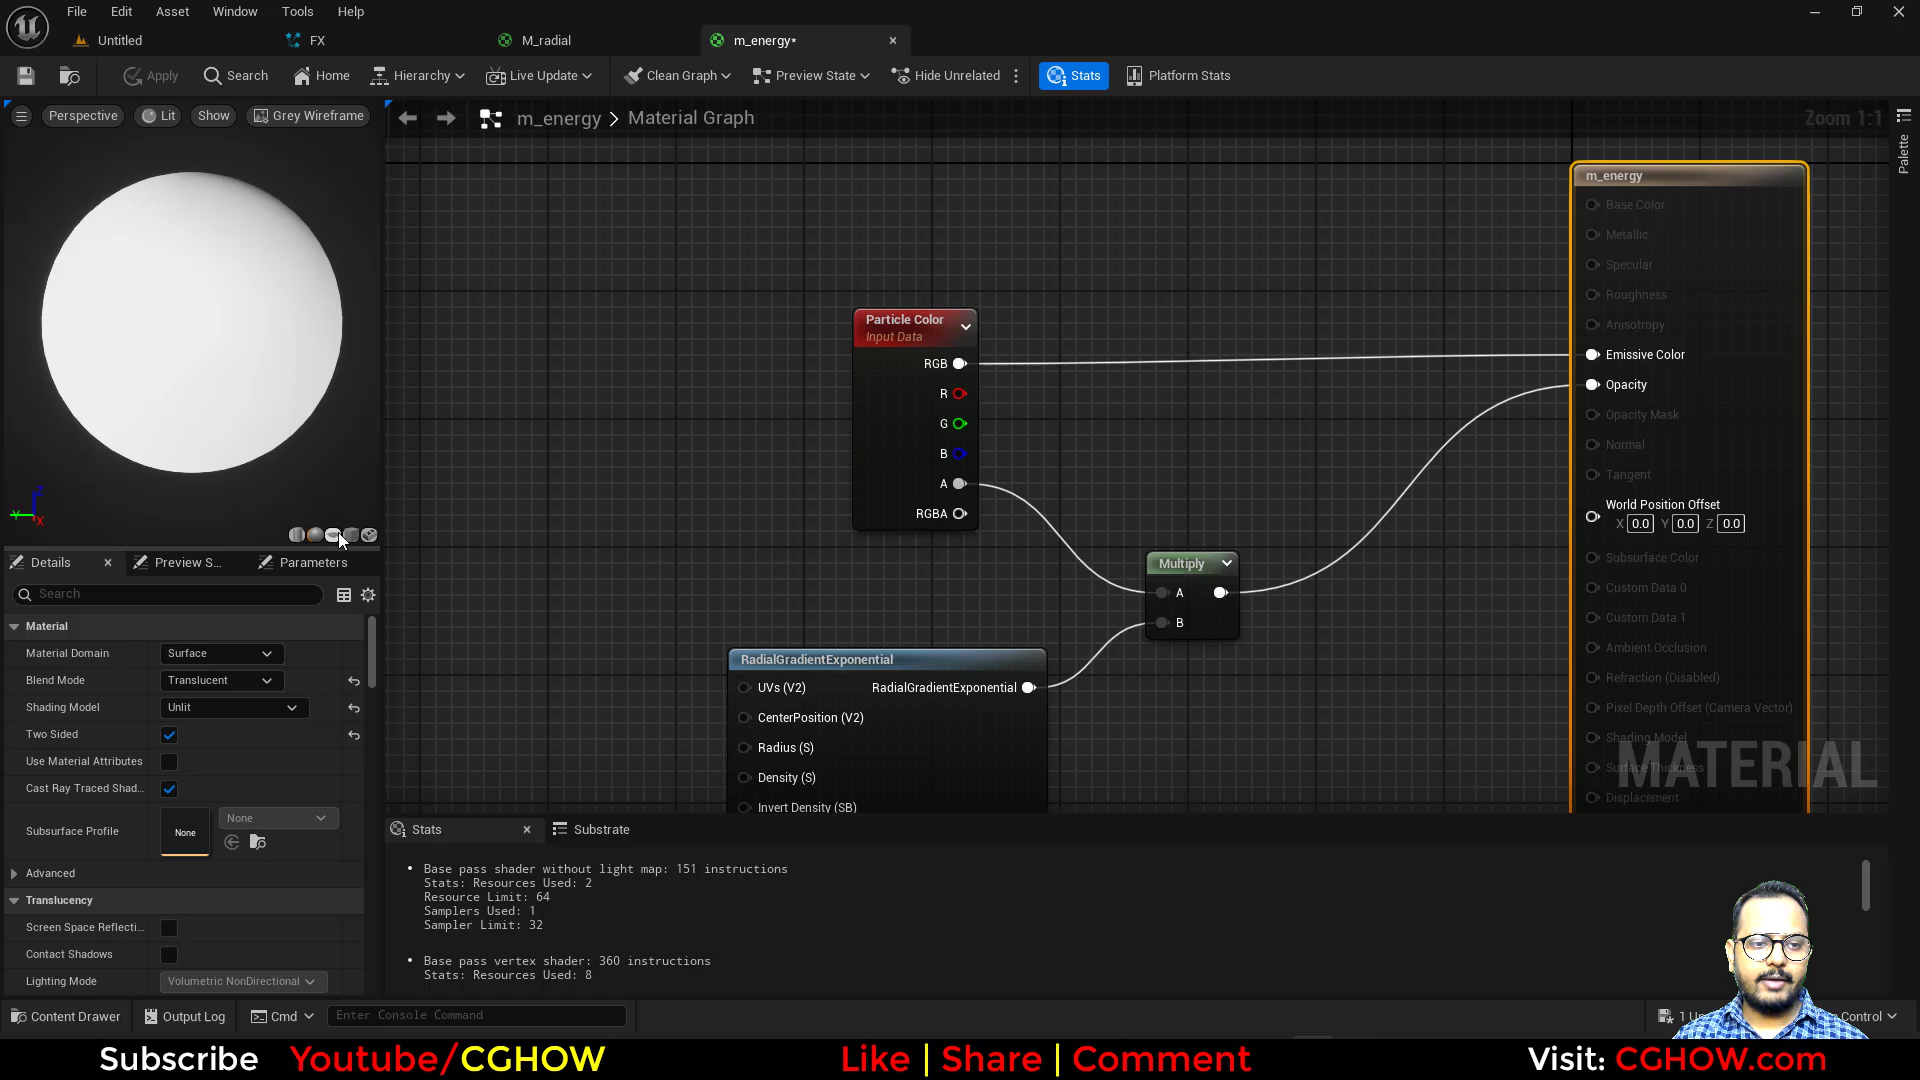 File Edit Asset Window Tools Help
Untitled FX M_radial m_energy*
Apply Search Home Hierarchy Live Update Clean Graph Preview State Hide Unrelated Stats Platform Stats
Perspective Lit Show Grey Wireframe
m_energy > Material Graph
Zoom 1:1
Palette
Particle Color
Input Data
RGB
R
G
B
A
RGBA
Multiply
A
B
RadialGradientExponential
UVs (V2) RadialGradientExponential
CenterPosition (V2)
Radius (S)
Density (S)
Invert Density (SB)
m_energy
Base Color
Metallic
Specular
Roughness
Anisotropy
Emissive Color
Opacity
Opacity Mask
Normal
Tangent
World Position Offset
X 0.0 Y 0.0 Z 0.0
Subsurface Color
Custom Data 0
Custom Data 1
Ambient Occlusion
Refraction (Disabled)
Pixel Depth Offset (Camera Vector)
Shading Model
Surface Thickness
Displacement
MATERIAL
Z
Y
X
Details Preview S... Parameters
Search
Material
Material Domain Surface
Blend Mode Translucent
Shading Model Unlit
Two Sided
Use Material Attributes
Cast Ray Traced Shad...
Subsurface Profile None None
Advanced
Translucency
Screen Space Reflecti...
Contact Shadows
Lighting Mode Volumetric NonDirectional
Stats Substrate
• Base pass shader without light map: 151 instructions
Stats: Resources Used: 2
Resource Limit: 64
Samplers Used: 1
Sampler Limit: 32
• Base pass vertex shader: 360 instructions
Stats: Resources Used: 8
Content Drawer Output Log Cmd Enter Console Command 1 Control
Subscribe Youtube/CGHOW Like | Share | Comment Visit: CGHOW.com